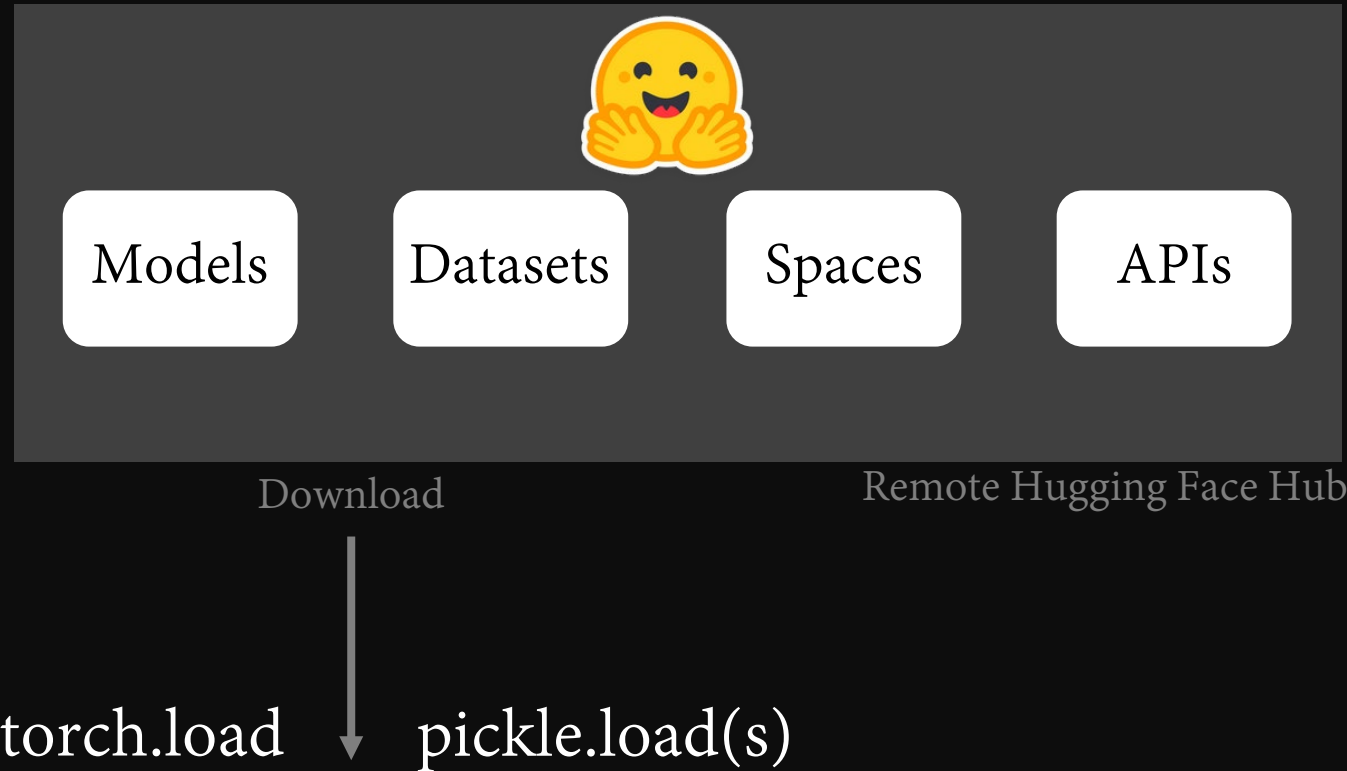 Models
Datasets
Spaces
APIs
Download
Remote Hugging Face Hub
torch.load
pickle.load(s)